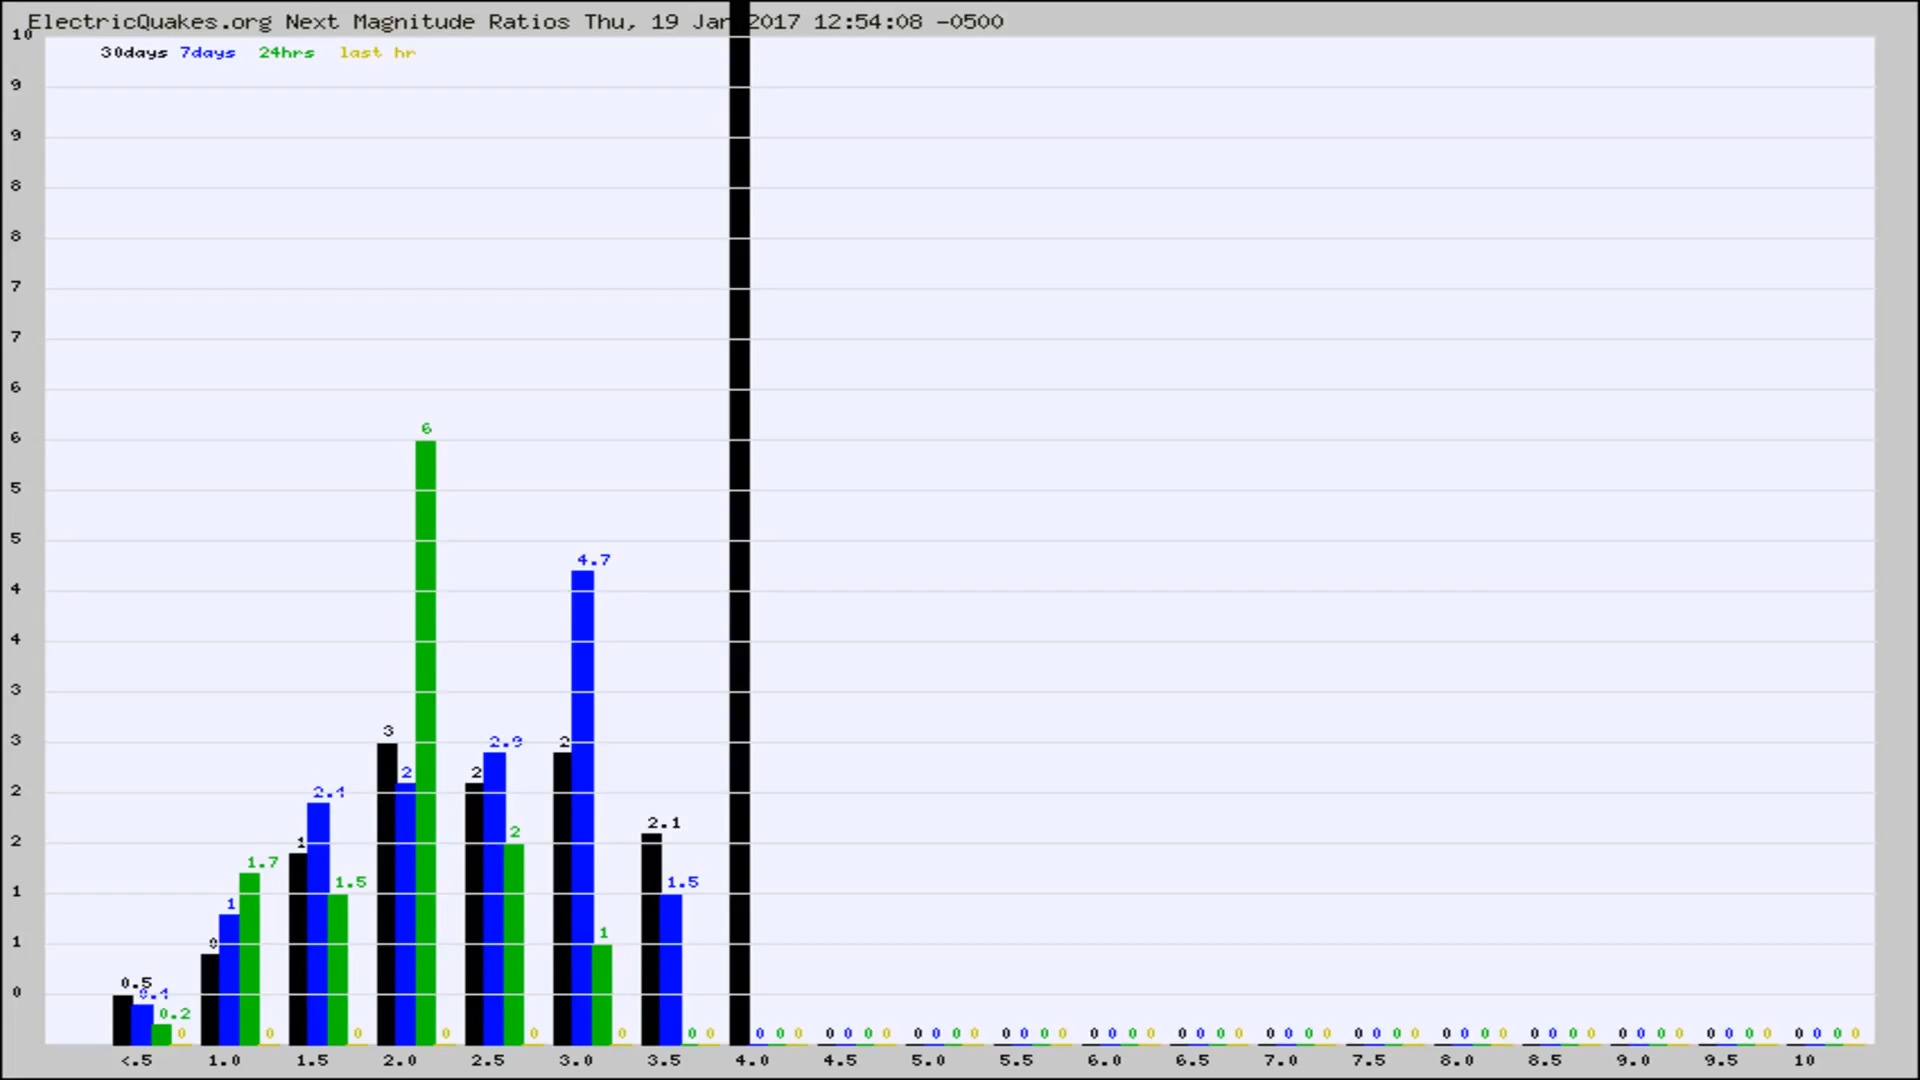 ElectricQuakes.org Next Magnitude Ratios Thu, 19 Jan 2017 12:54:08 -0500
30days 7days 24hrs last hr
10
9
9
8
8
7
7
6
6
5
5
4
4
3
3
2
2
1
1
0
6
4.7
3 2 2 2.9 2
2.4 2 2.1
1 1.7 1.5 1.5
1 1
0.5 0.4 0.2
0 0 0 0 0 0 0 0
0 0 0
0 0 0 0
0 0 0 0
0 0 0 0
0 0 0 0
0 0 0 0
0 0 0 0
0 0 0 0
0 0 0 0
0 0 0 0
0 0 0 0
0 0 0 0
0 0 0 0
<.5 1.0 1.5 2.0 2.5 3.0 3.5 4.0 4.5 5.0 5.5 6.0 6.5 7.0 7.5 8.0 8.5 9.0 9.5 10